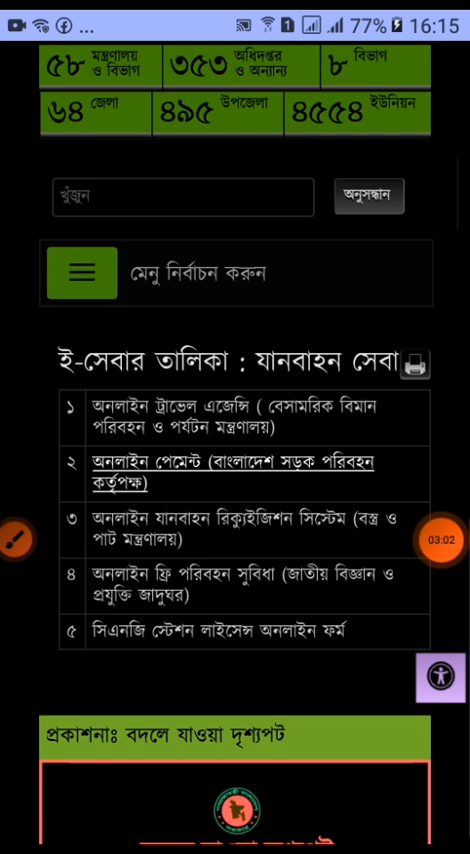 ... 77% 16:15
৫৮ মন্ত্রণালয় ও বিভাগ ৩৫৩ অধিদপ্তর ও অন্যান্য ৮ বিভাগ
৬৪ জেলা ৪৯৫ উপজেলা ৪৫৫৪ ইউনিয়ন
খুঁজুন অনুসন্ধান
মেনু নির্বাচন করুন
ই-সেবার তালিকা : যানবাহন সেবা
১ অনলাইন ট্রাভেল এজেন্সি ( বেসামরিক বিমান
পরিবহন ও পর্যটন মন্ত্রণালয়)
২ অনলাইন পেমেন্ট (বাংলাদেশ সড়ক পরিবহন
কর্তৃপক্ষ)
৩ অনলাইন যানবাহন রিক্যুইজিশন সিস্টেম (বস্ত্র ও
পাট মন্ত্রণালয়)
03:02
৪ অনলাইন ফ্রি পরিবহন সুবিধা (জাতীয় বিজ্ঞান ও
প্রযুক্তি জাদুঘর)
৫ সিএনজি স্টেশন লাইসেন্স অনলাইন ফর্ম
প্রকাশনাঃ বদলে যাওয়া দৃশ্যপট